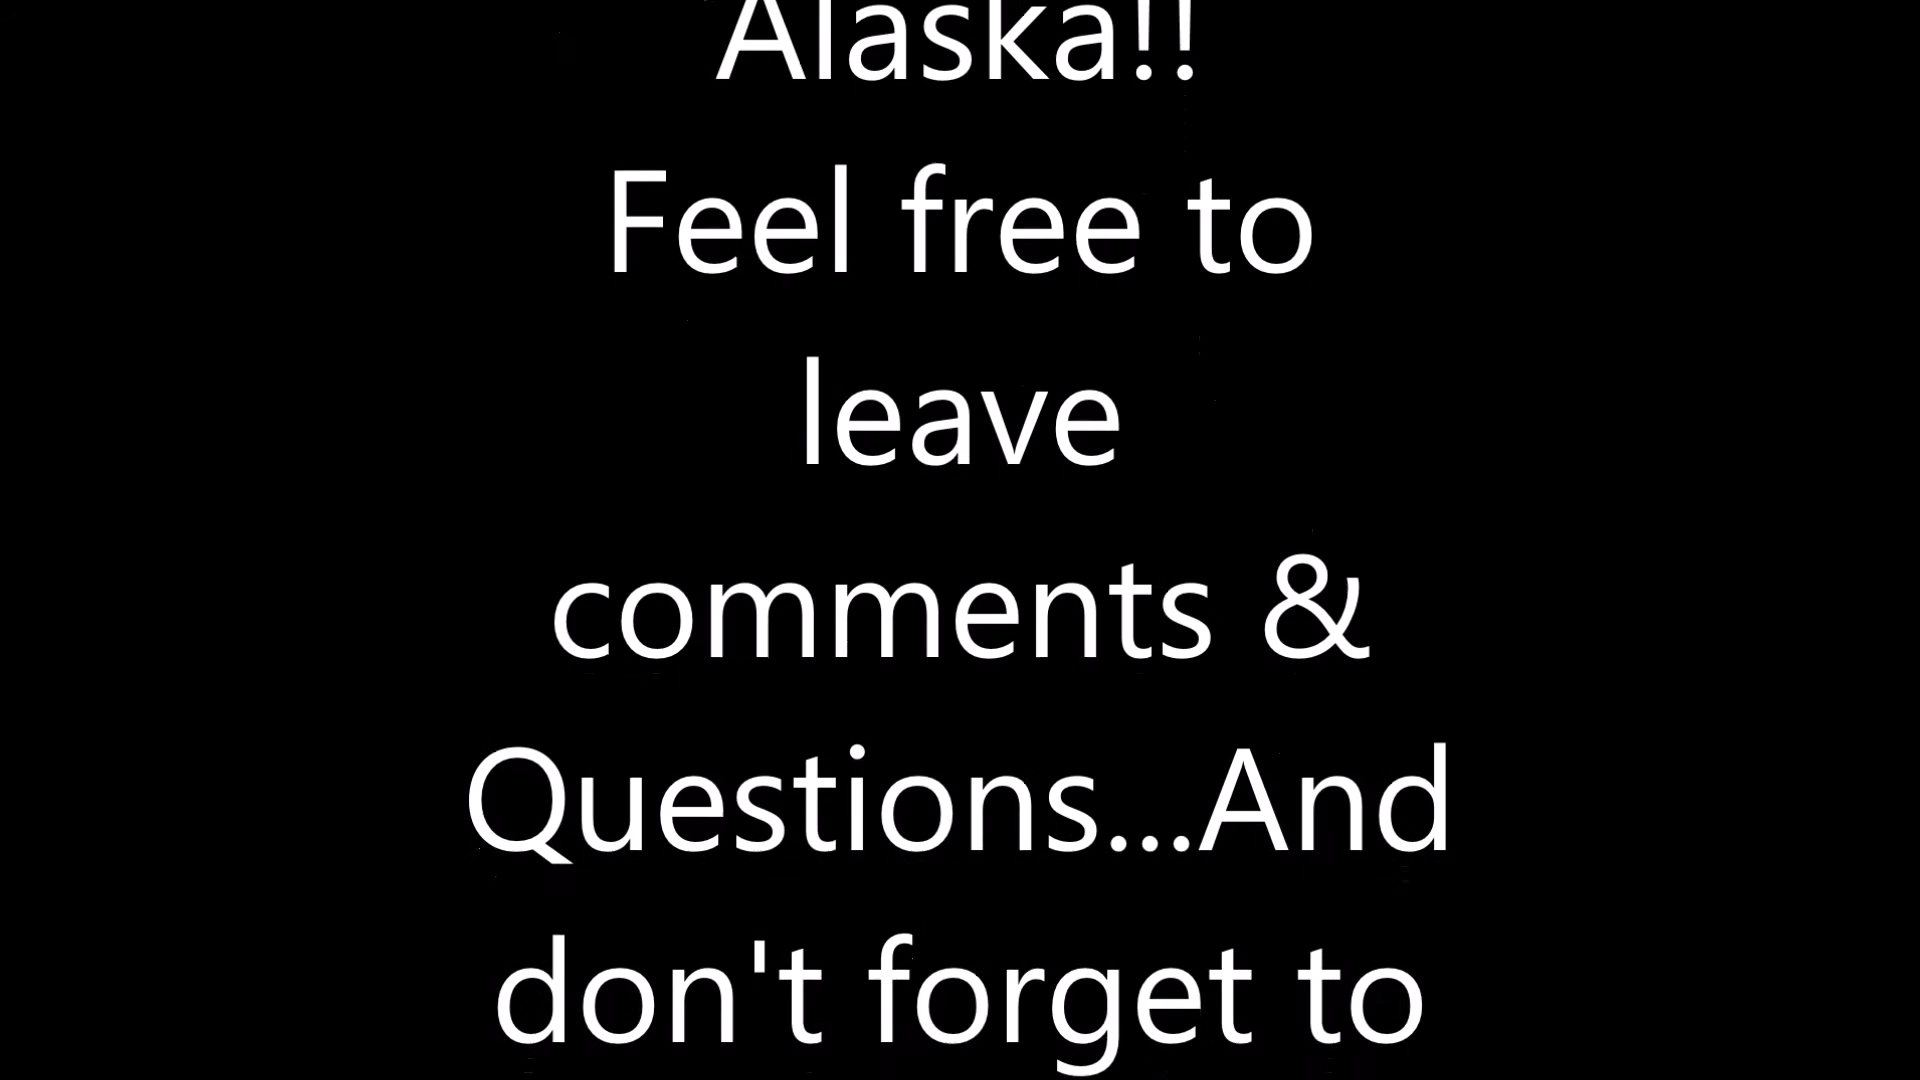 Alaska!!
Feel free to
leave
comments &
Questions...And
don't forget to